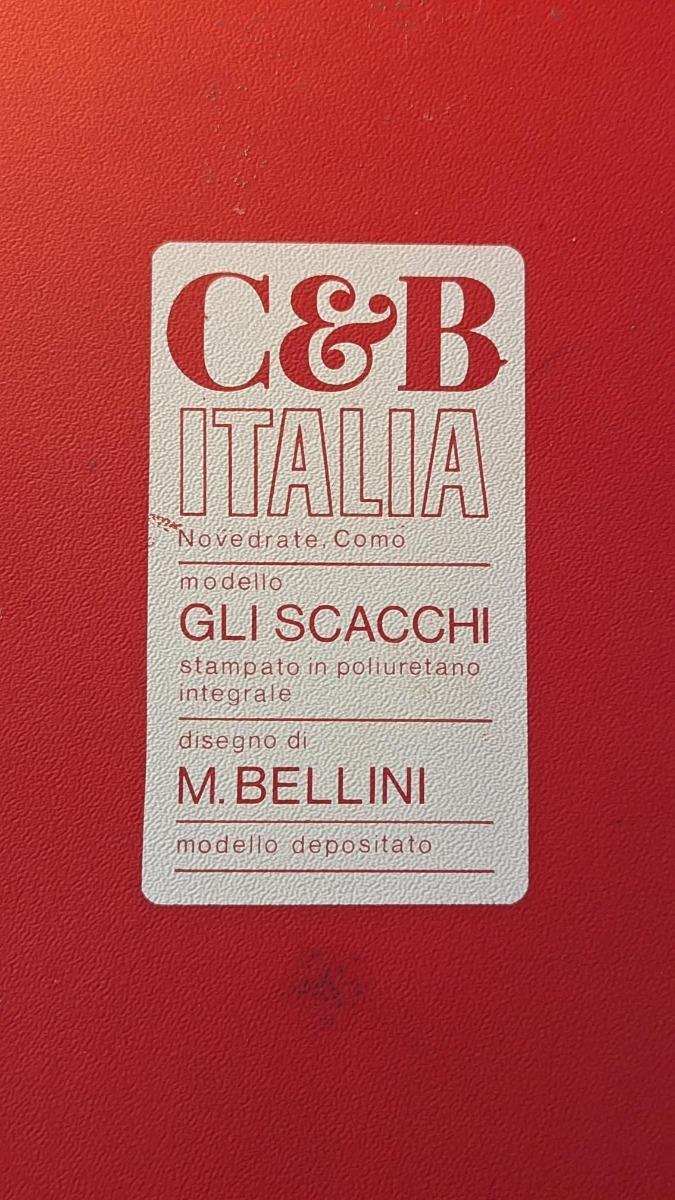 C&B
ITALIA
Novedrate, Como
modello
GLI SCACCHI
stampato in poliuretano
integrale
disegno di
M. BELLINI
modello depositato